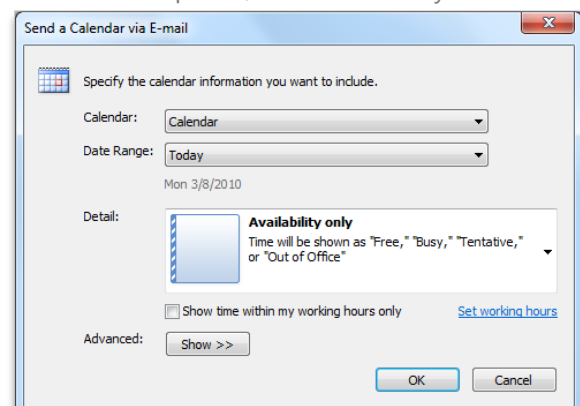 Send a Calendar via E-mail
Specify the calendar information you want to include.
Calendar: Calendar
Date Range: Today
Mon 3/8/2010
Detail: Availability only
Time will be shown as "Free," "Busy," "Tentative,"
or "Out of Office"
Show time within my working hours only Set working hours
Advanced: Show >>
OK Cancel